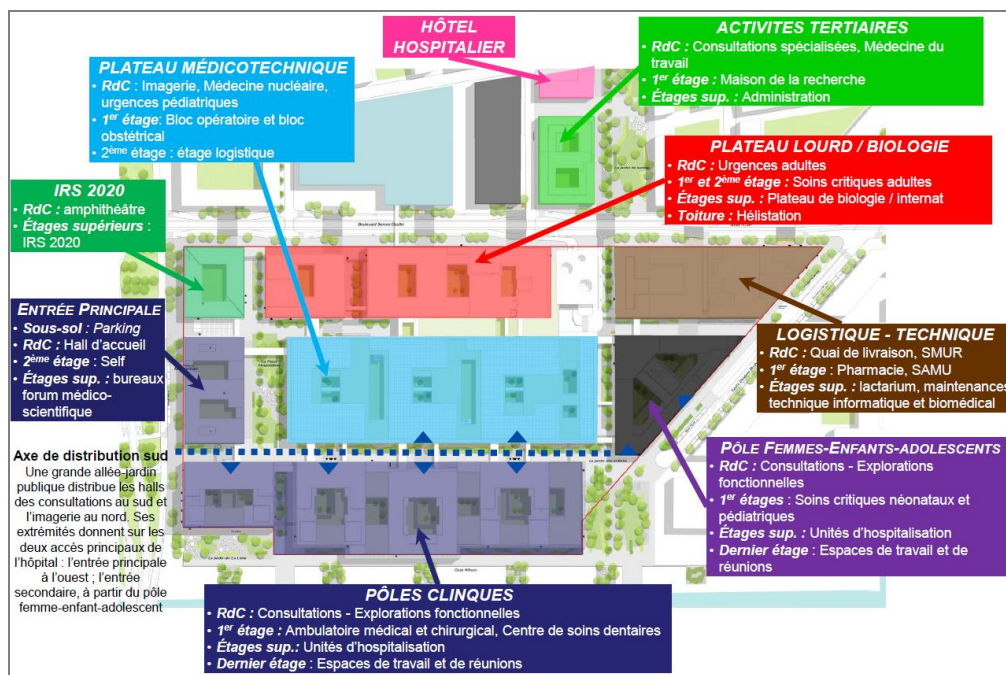 HÔTEL
HOSPITALIER
ACTIVITES TERTIAIRES
• RdC : Consultations spécialisées, Médecine du
travail
• 1er étage : Maison de la recherche
• Étages sup. : Administration
PLATEAU MÉDICOTECHNIQUE
• RdC : Imagerie, Médecine nucléaire,
urgences pédiatriques
• 1er étage: Bloc opératoire et bloc
obstétrical
• 2ème étage : étage logistique
PLATEAU LOURD / BIOLOGIE
• RdC : Urgences adultes
• 1er et 2ème étage : Soins critiques adultes
• Étages sup. : Plateau de biologie / internat
• Toiture : Hélistation
IRS 2020
• RdC : amphithéâtre
• Étages supérieurs :
IRS 2020
ENTRÉE PRINCIPALE
• Sous-sol : Parking
• RdC : Hall d'accueil
• 2ème étage : Self
• Étages sup. : bureaux
forum médico-
scientifique
LOGISTIQUE - TECHNIQUE
• RdC : Quai de livraison, SMUR
• 1er étage : Pharmacie, SAMU
• Étages sup. : lactarium, maintenances
technique informatique et biomédical
Axe de distribution sud
Une grande allée-jardin
publique distribue les halls
des consultations au sud et
l'imagerie au nord. Ses
extrémités donnent sur les
deux accès principaux de
l'hôpital : l'entrée principale
à l'ouest ; l'entrée
secondaire, à partir du pôle
femme-enfant-adolescent
PÔLE FEMMES-ENFANTS-ADOLESCENTS
• RdC : Consultations - Explorations
fonctionnelles
• 1er étages : Soins critiques néonataux et
pédiatriques
• Étages sup. : Unités d'hospitalisation
• Dernier étage : Espaces de travail et de
réunions
PÔLES CLINQUES
• RdC : Consultations - Explorations fonctionnelles
• 1er étage : Ambulatoire médical et chirurgical, Centre de soins dentaires
• Étages sup.: Unités d'hospitalisation
• Dernier étage : Espaces de travail et de réunions